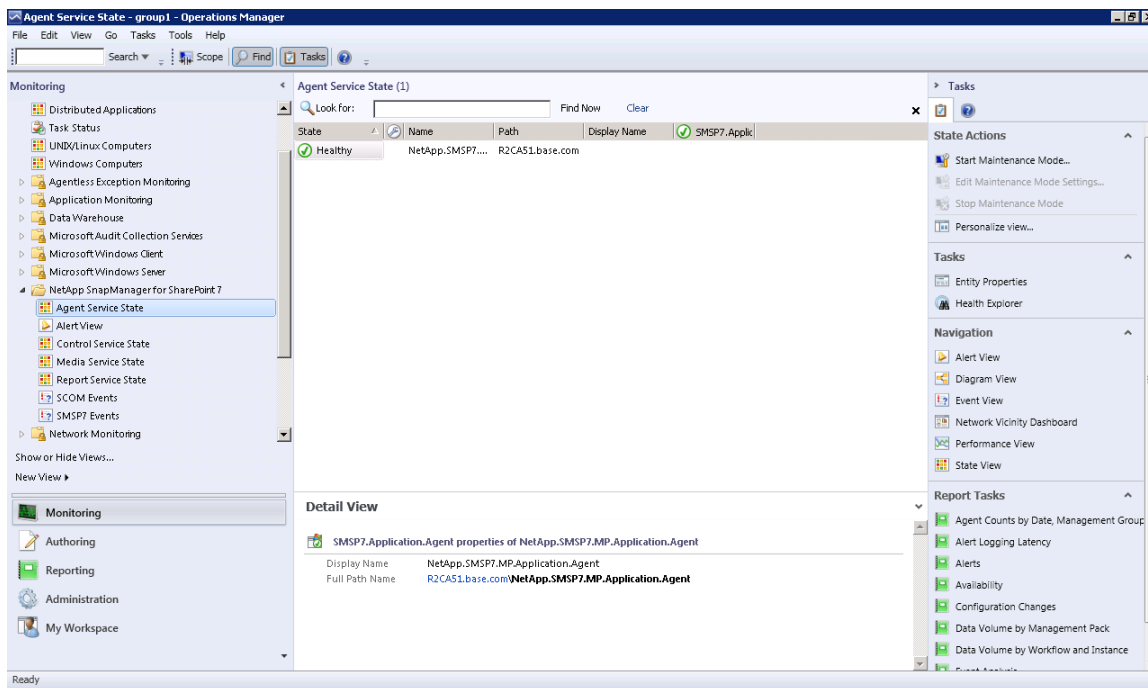 Agent Service State - group1 - Operations Manager
File Edit View Go Tasks Tools Help
Search Scope Find Tasks
Monitoring
Distributed Applications
Task Status
UNIX/Linux Computers
Windows Computers
Agentless Exception Monitoring
Application Monitoring
Data Warehouse
Microsoft Audit Collection Services
Microsoft Windows Client
Microsoft Windows Server
NetApp SnapManager for SharePoint 7
Agent Service State
Alert View
Control Service State
Media Service State
Report Service State
SCOM Events
SMSP7 Events
Network Monitoring
Show or Hide Views...
New View
Monitoring
Authoring
Reporting
Administration
My Workspace
Agent Service State (1)
Look for: Find Now Clear
State Name Path Display Name SMSP7.Applic
Healthy NetApp.SMSP7.... R2CA51.base.com
Detail View
SMSP7.Application.Agent properties of NetApp.SMSP7.MP.Application.Agent
Display Name NetApp.SMSP7.MP.Application.Agent
Full Path Name R2CA51.base.com\NetApp.SMSP7.MP.Application.Agent
Tasks
State Actions
Start Maintenance Mode...
Edit Maintenance Mode Settings...
Stop Maintenance Mode
Personalize view...
Tasks
Entity Properties
Health Explorer
Navigation
Alert View
Diagram View
Event View
Network Vicinity Dashboard
Performance View
State View
Report Tasks
Agent Counts by Date, Management Group
Alert Logging Latency
Alerts
Availability
Configuration Changes
Data Volume by Management Pack
Data Volume by Workflow and Instance
Ready